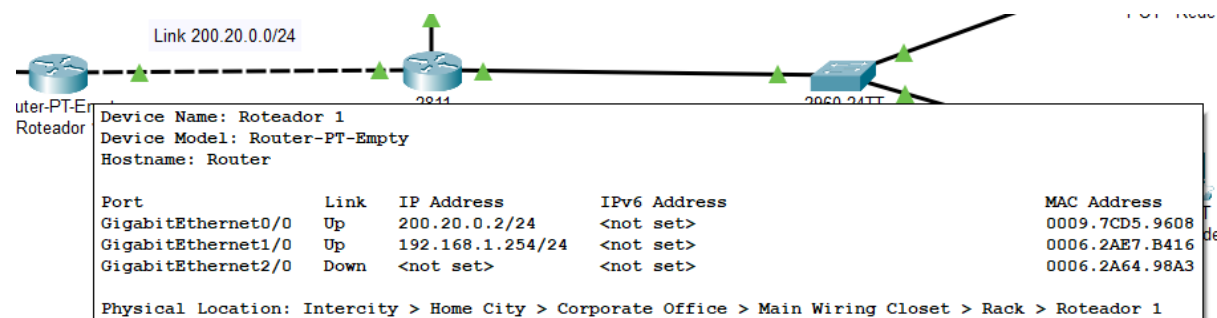 Link 200.20.0.0/24
2811
2960-24TT
Roteador
Device Name: Roteador 1
Device Model: Router-PT-Empty
Hostname: Router
Port Link IP Address IPv6 Address MAC Address
GigabitEthernet0/0 Up 200.20.0.2/24 <not set> 0009.7CD5.9608
GigabitEthernet1/0 Up 192.168.1.254/24 <not set> 0006.2AE7.B416
GigabitEthernet2/0 Down <not set> <not set> 0006.2A64.98A3
Physical Location: Intercity > Home City > Corporate Office > Main Wiring Closet > Rack > Roteador 1